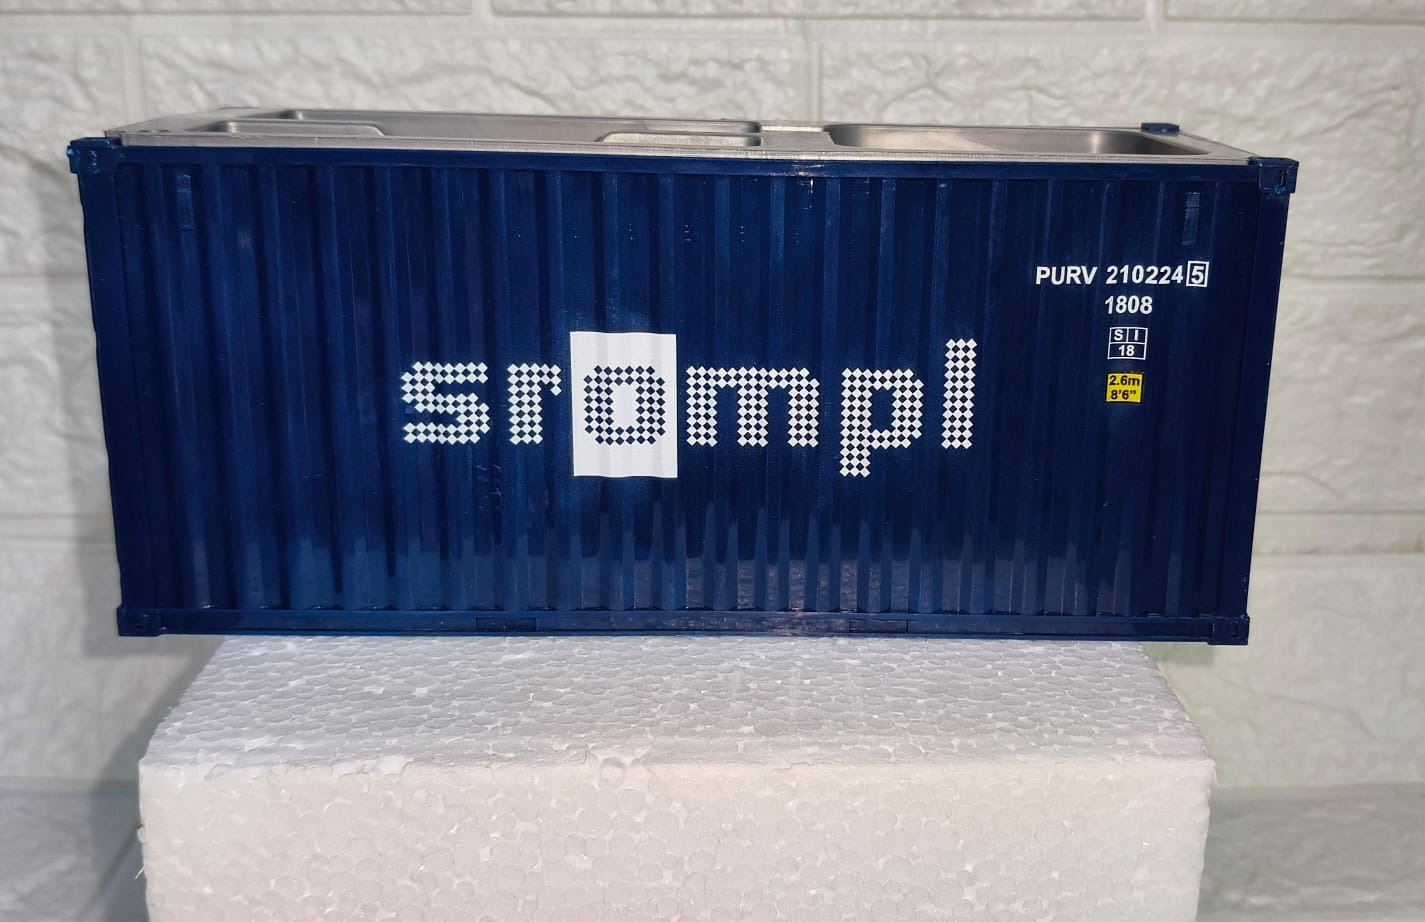 srompl
PURV 210224 5
1808
S I
18
2.6m
8'6"